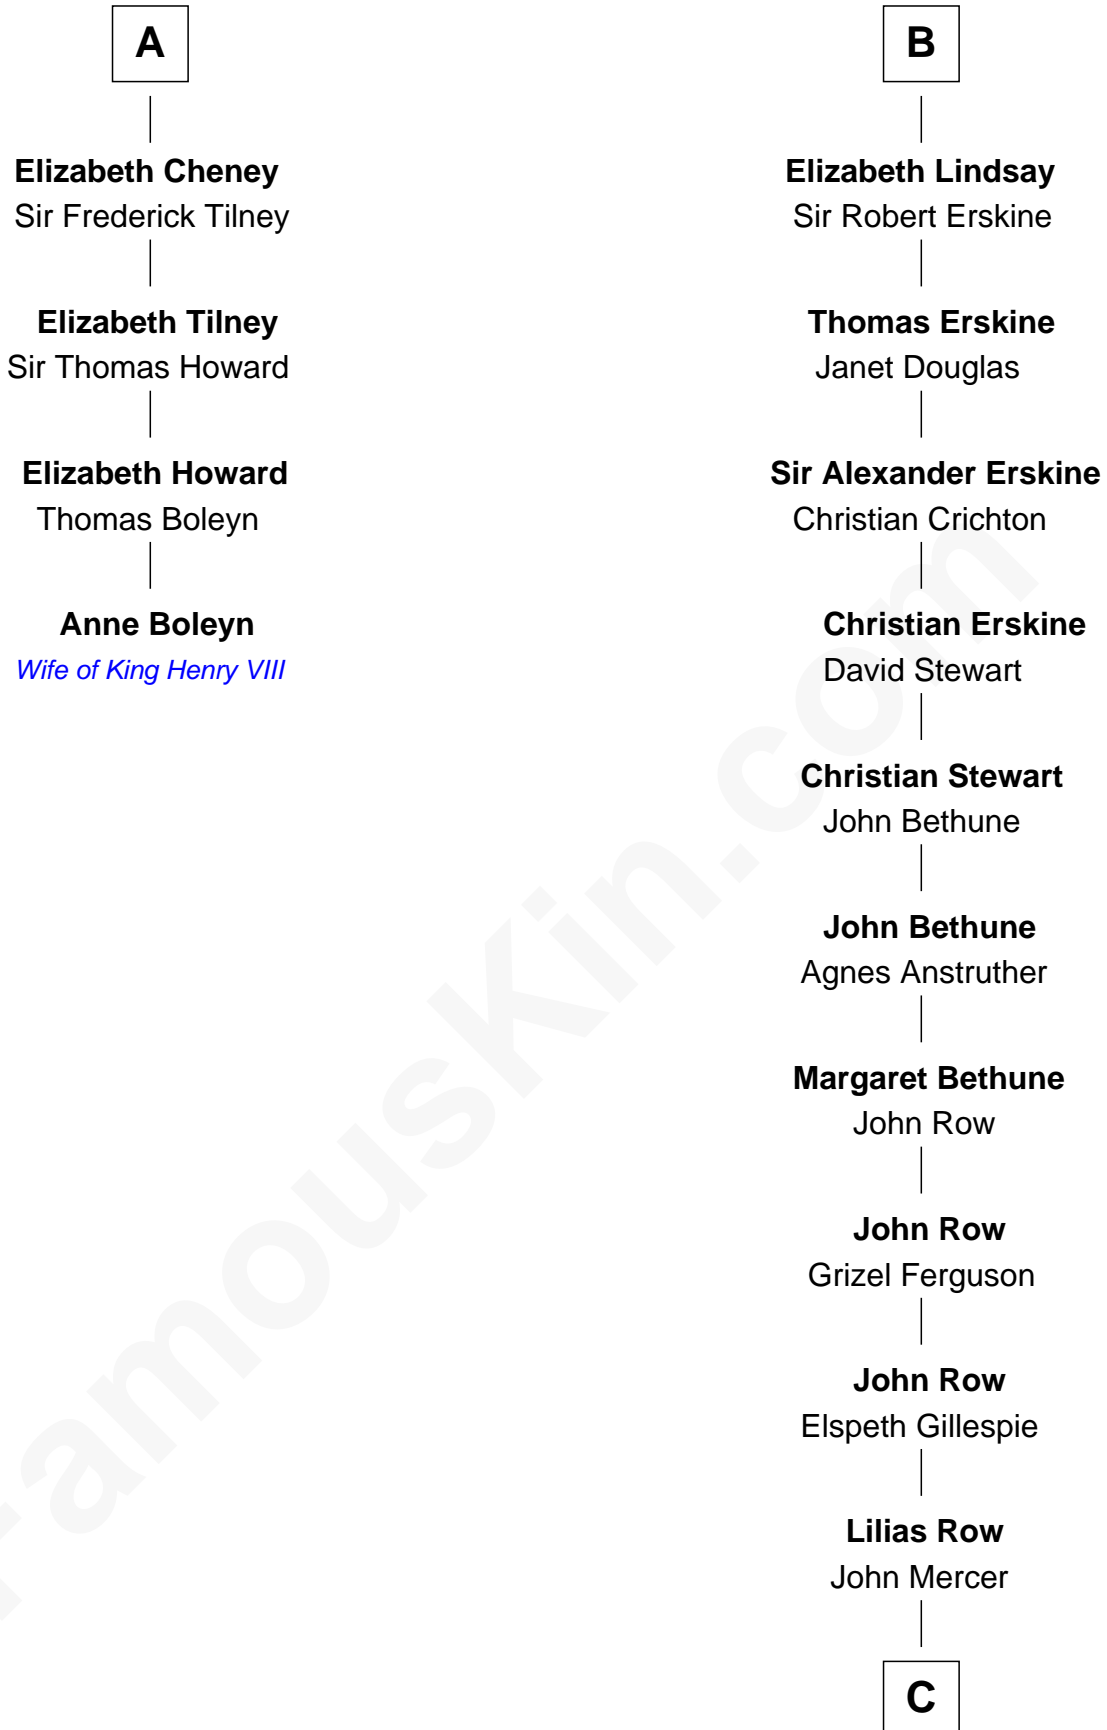 A
Elizabeth Cheney
Sir Frederick Tilney
Elizabeth Tilney
Sir Thomas Howard
Elizabeth Howard
Thomas Boleyn
Anne Boleyn
Wife of King Henry VIII
B
Elizabeth Lindsay
Sir Robert Erskine
Thomas Erskine
Janet Douglas
Sir Alexander Erskine
Christian Crichton
Christian Erskine
David Stewart
Christian Stewart
John Bethune
John Bethune
Agnes Anstruther
Margaret Bethune
John Row
John Row
Grizel Ferguson
John Row
Elspeth Gillespie
Lilias Row
John Mercer
C
FamousKin.com